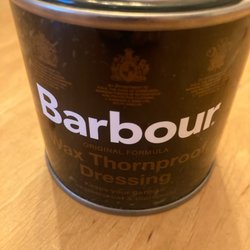 Barbour
ORIGINAL FORMULA
Wax Thornproof
Dressing